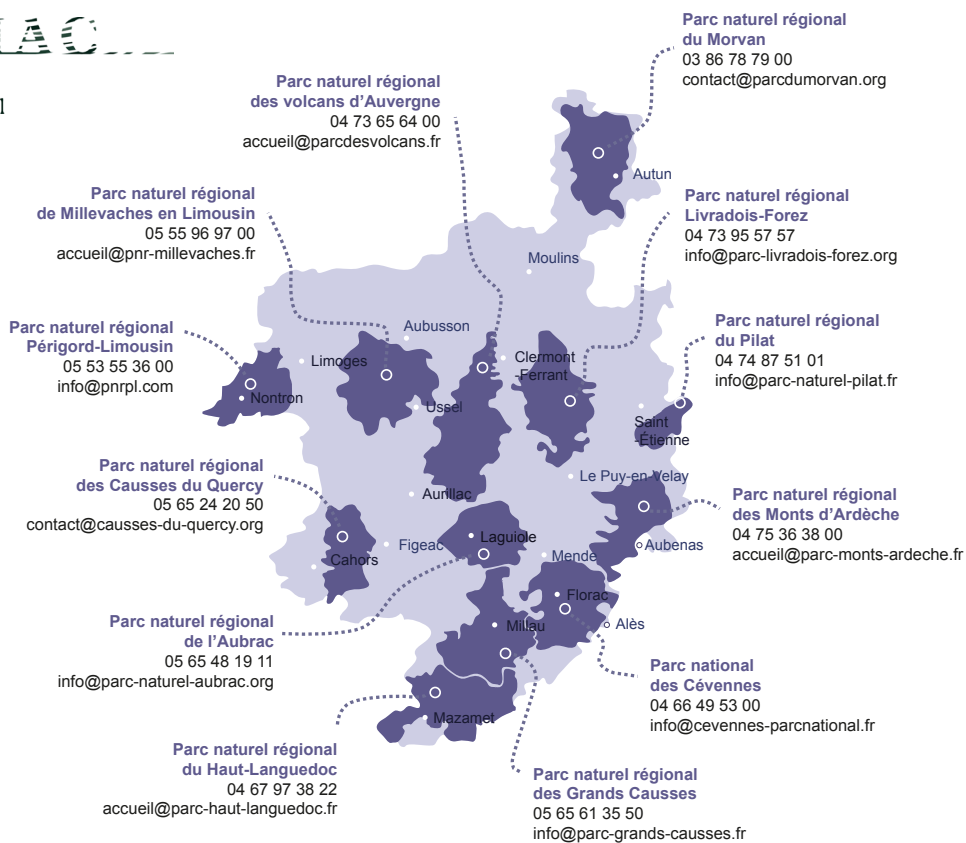 Parc naturel régional
du Morvan
03 86 78 79 00
contact@parcdumorvan.org
Parc naturel régional
des volcans d'Auvergne
04 73 65 64 00
accueil@parcdesvolcans.fr
Autun
Parc naturel régional
de Millevaches en Limousin
05 55 96 97 00
accueil@pnr-millevaches.fr
Parc naturel régional
Livradois-Forez
04 73 95 57 57
info@parc-livradois-forez.org
Moulins
Parc naturel régional
Périgord-Limousin
05 53 55 36 00
info@pnrpl.com
Aubusson
Limoges
Clermont
-Ferrant
Nontron
Ussel
Parc naturel régional
du Pilat
04 74 87 51 01
info@parc-naturel-pilat.fr
Saint
-Étienne
Parc naturel régional
des Causses du Quercy
05 65 24 20 50
contact@causses-du-quercy.org
Le Puy-en-Velay
Aurillac
Parc naturel régional
des Monts d'Ardèche
04 75 36 38 00
accueil@parc-monts-ardeche.fr
Laguiole
Figeac
Cahors
Mende
Aubenas
Florac
Millau
Alès
Parc naturel régional
de l'Aubrac
05 65 48 19 11
info@parc-naturel-aubrac.org
Parc national
des Cévennes
04 66 49 53 00
info@cevennes-parcnational.fr
Mazamet
Parc naturel régional
du Haut-Languedoc
04 67 97 38 22
accueil@parc-haut-languedoc.fr
Parc naturel régional
des Grands Causses
05 65 61 35 50
info@parc-grands-causses.fr